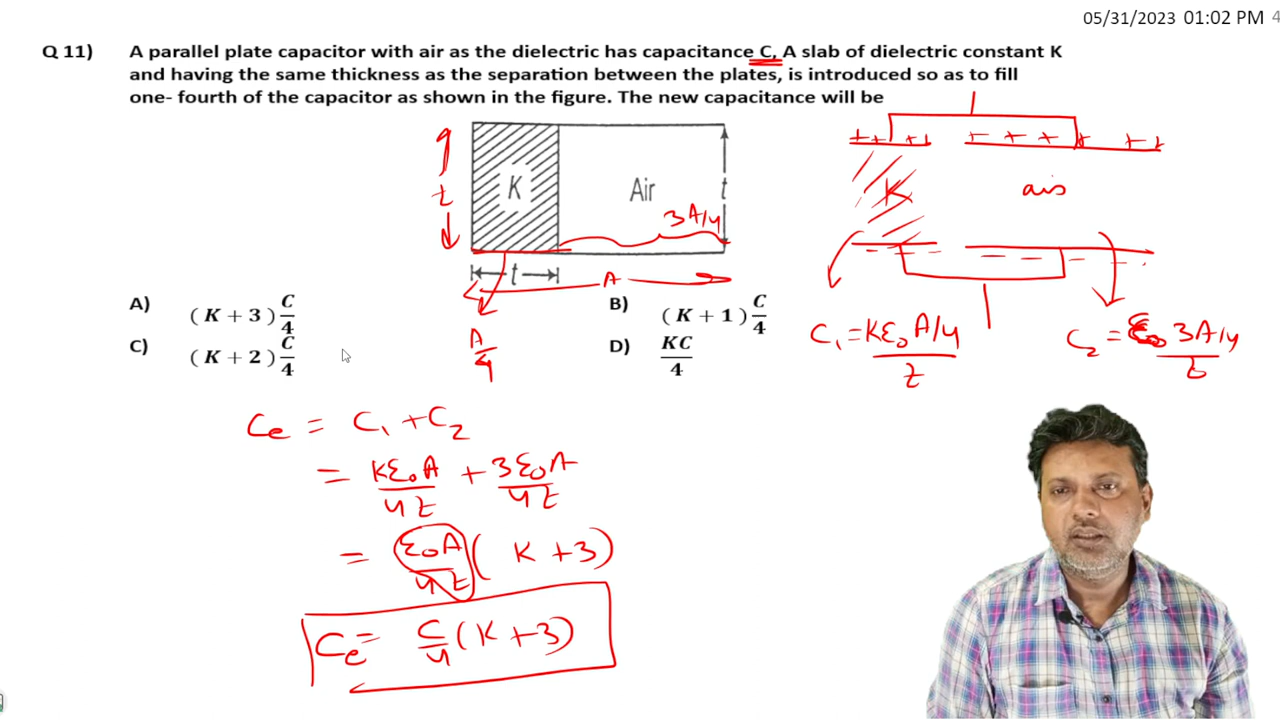 05/31/2023 01:02 PM 4
Q 11) A parallel plate capacitor with air as the dielectric has capacitance C, A slab of dielectric constant K
and having the same thickness as the separation between the plates, is introduced so as to fill
one- fourth of the capacitor as shown in the figure. The new capacitance will be
++ ++ + + + + + +
t K Air t
3A/4
K air
- - - - - - - -
t A
A) (K + 3) C/4 B) (K + 1) C/4
C) (K + 2) C/4 D) KC/4
A/4
C₁ = Kε₀A/4 / t C₂ = ε₀ 3A/4 / t
Ce = C₁ + C₂
= Kε₀A/4t + 3ε₀A/4t
= ε₀A/4t ( K + 3)
Ce = C/4 (K + 3)